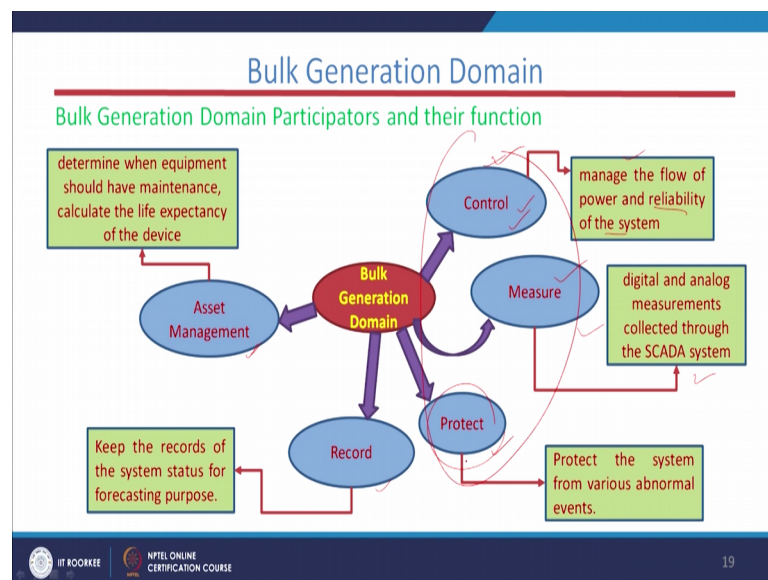 Bulk Generation Domain
Bulk Generation Domain Participators and their function
determine when equipment
should have maintenance,
calculate the life expectancy
of the device
Control
manage the flow of
power and reliability
of the system
Bulk
Generation
Domain
Asset
Management
Measure
digital and analog
measurements
collected through
the SCADA system
Record
Keep the records of
the system status for
forecasting purpose.
Protect
Protect the system
from various abnormal
events.
IIT ROORKEE
NPTEL ONLINE
CERTIFICATION COURSE
19